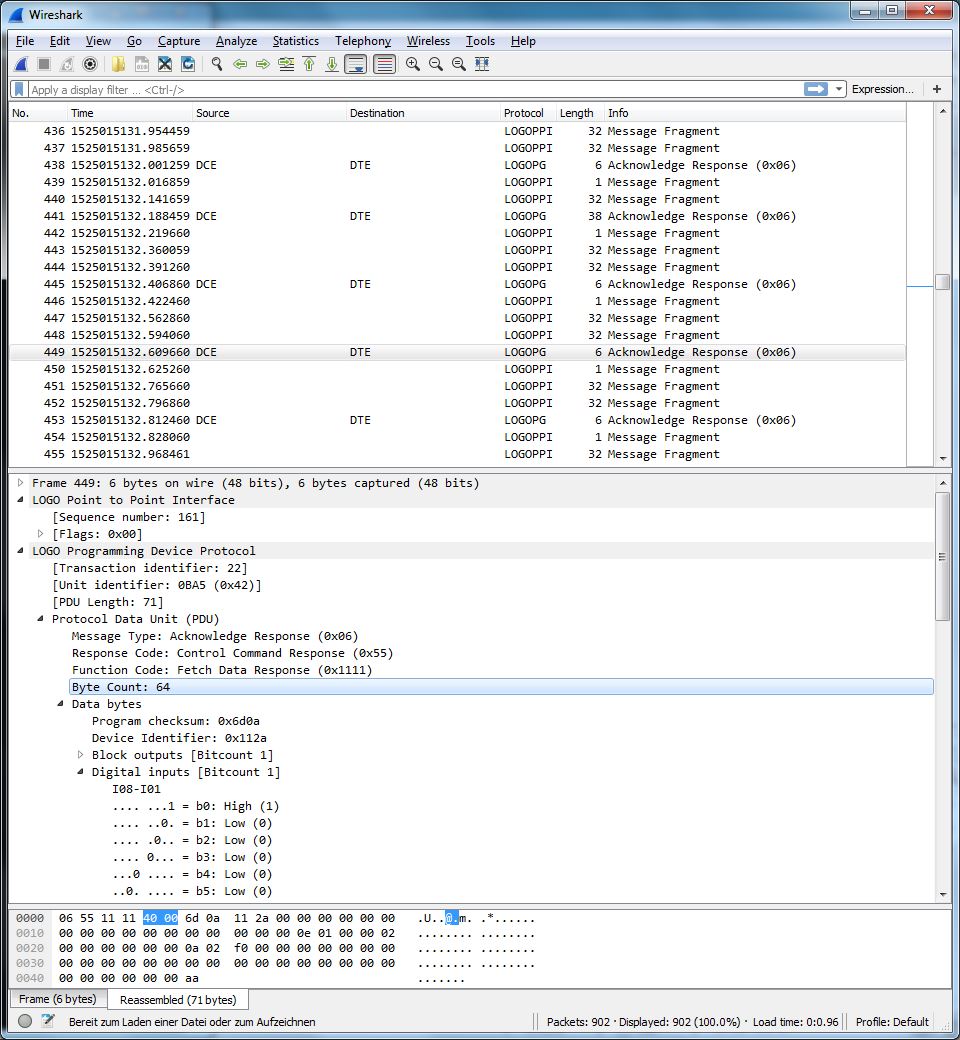 Wireshark
File Edit View Go Capture Analyze Statistics Telephony Wireless Tools Help
Apply a display filter ... <Ctrl-/> Expression... +
No. Time Source Destination Protocol Length Info
436 1525015131.954459 LOGOPPI 32 Message Fragment
437 1525015131.985659 LOGOPPI 32 Message Fragment
438 1525015132.001259 DCE DTE LOGOPG 6 Acknowledge Response (0x06)
439 1525015132.016859 LOGOPPI 1 Message Fragment
440 1525015132.141659 LOGOPPI 32 Message Fragment
441 1525015132.188459 DCE DTE LOGOPG 38 Acknowledge Response (0x06)
442 1525015132.219660 LOGOPPI 1 Message Fragment
443 1525015132.360059 LOGOPPI 32 Message Fragment
444 1525015132.391260 LOGOPPI 32 Message Fragment
445 1525015132.406860 DCE DTE LOGOPG 6 Acknowledge Response (0x06)
446 1525015132.422460 LOGOPPI 1 Message Fragment
447 1525015132.562860 LOGOPPI 32 Message Fragment
448 1525015132.594060 LOGOPPI 32 Message Fragment
449 1525015132.609660 DCE DTE LOGOPG 6 Acknowledge Response (0x06)
450 1525015132.625260 LOGOPPI 1 Message Fragment
451 1525015132.765660 LOGOPPI 32 Message Fragment
452 1525015132.796860 LOGOPPI 32 Message Fragment
453 1525015132.812460 DCE DTE LOGOPG 6 Acknowledge Response (0x06)
454 1525015132.828060 LOGOPPI 1 Message Fragment
455 1525015132.968461 LOGOPPI 32 Message Fragment
Frame 449: 6 bytes on wire (48 bits), 6 bytes captured (48 bits)
LOGO Point to Point Interface
[Sequence number: 161]
[Flags: 0x00]
LOGO Programming Device Protocol
[Transaction identifier: 22]
[Unit identifier: 0BA5 (0x42)]
[PDU Length: 71]
Protocol Data Unit (PDU)
Message Type: Acknowledge Response (0x06)
Response Code: Control Command Response (0x55)
Function Code: Fetch Data Response (0x1111)
Byte Count: 64
Data bytes
Program checksum: 0x6d0a
Device Identifier: 0x112a
Block outputs [Bitcount 1]
Digital inputs [Bitcount 1]
I08-I01
.... ...1 = b0: High (1)
.... ..0. = b1: Low (0)
.... .0.. = b2: Low (0)
.... 0... = b3: Low (0)
...0 .... = b4: Low (0)
..0. .... = b5: Low (0)
0000 06 55 11 11 40 00 6d 0a 11 2a 00 00 00 00 00 00 .U..@.m. .*......
0010 00 00 00 00 00 00 00 00 00 00 00 0e 01 00 00 02 ........ ........
0020 00 00 00 00 00 00 0a 02 f0 00 00 00 00 00 00 00 ........ ........
0030 00 00 00 00 00 00 00 00 00 00 00 00 00 00 00 00 ........ ........
0040 00 00 00 00 00 00 aa .......
Frame (6 bytes) Reassembled (71 bytes)
Bereit zum Laden einer Datei oder zum Aufzeichnen Packets: 902 · Displayed: 902 (100.0%) · Load time: 0:0.96 Profile: Default